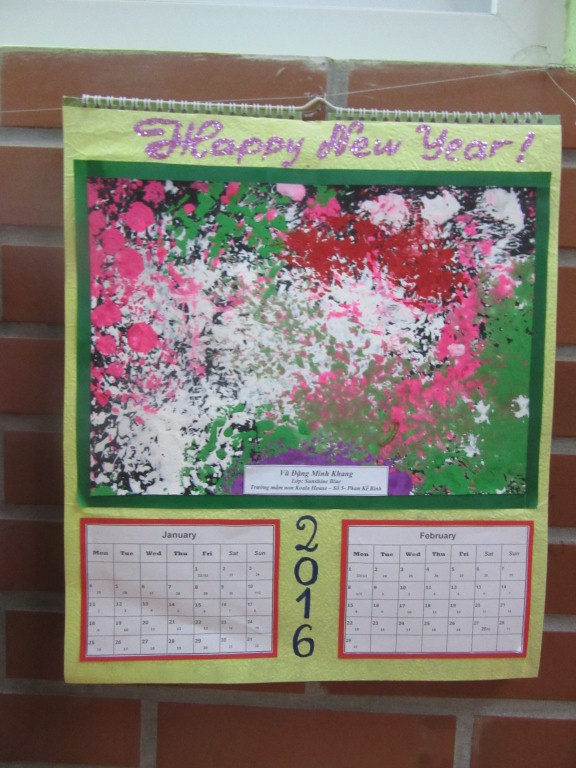 Happy New Year!
Vũ Đặng Minh Khang
Lớp: Sunshine Blue
Trường mầm non Koala House – Số 5- Phan Kế Bính
2016
January
Mon Tue Wed Thu Fri Sat Sun
1 2 3
4 5 6 7 8 9 10
11 12 13 14 15 16 17
18 19 20 21 22 23 24
25 26 27 28 29 30 31
February
Mon Tue Wed Thu Fri Sat Sun
1 2 3 4 5 6 7
8 9 10 11 12 13 14
15 16 17 18 19 20 21
22 23 24 25 26 27 28
29